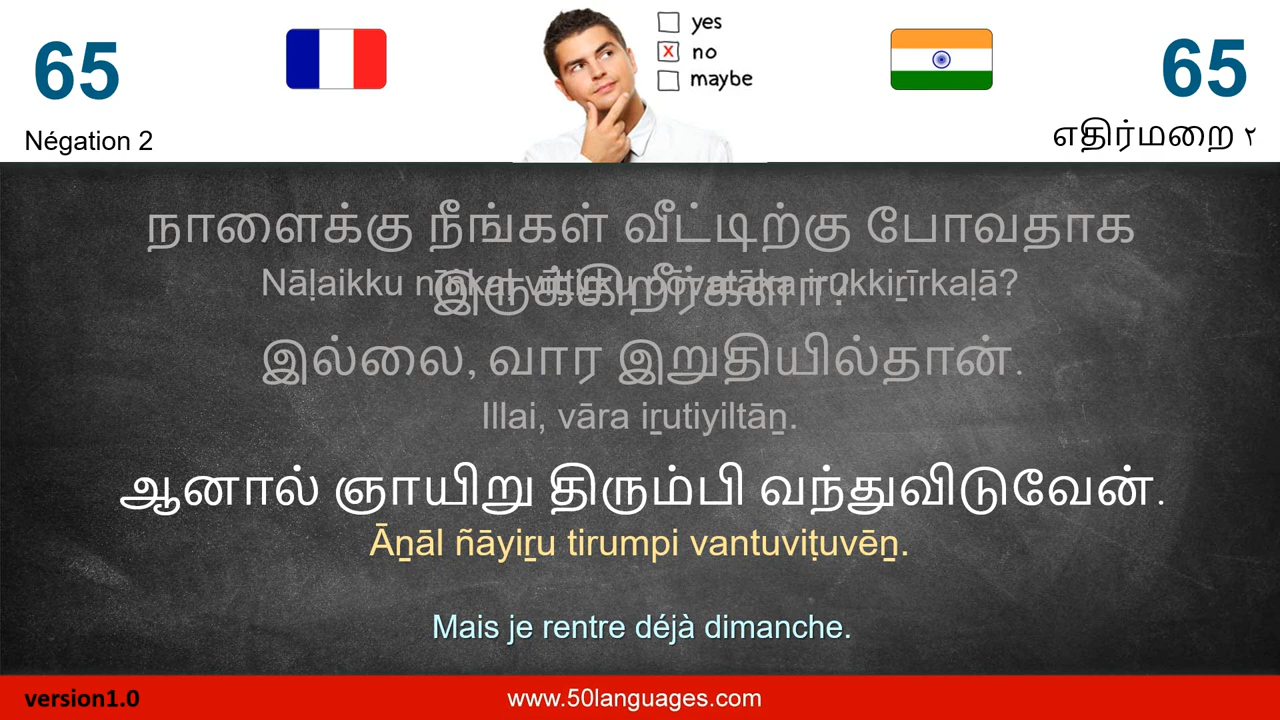 65
65
Négation 2
yes
x no
maybe
எதிர்மறை ٢
நாளைக்கு நீங்கள் வீட்டிற்கு போவதாக
இருக்கிறீர்களா?
Nāḷaikku nīṅkaḷ vīṭṭiṟku pōvatāka irukkiṟīrkaḷā?
இல்லை, வார இறுதியில்தான்.
Illai, vāra iṟutiyiltāṉ.
ஆனால் ஞாயிறு திரும்பி வந்துவிடுவேன்.
Āṉāl ñāyiṟu tirumpi vantuviṭuvēṉ.
Mais je rentre déjà dimanche.
version1.0
www.50languages.com